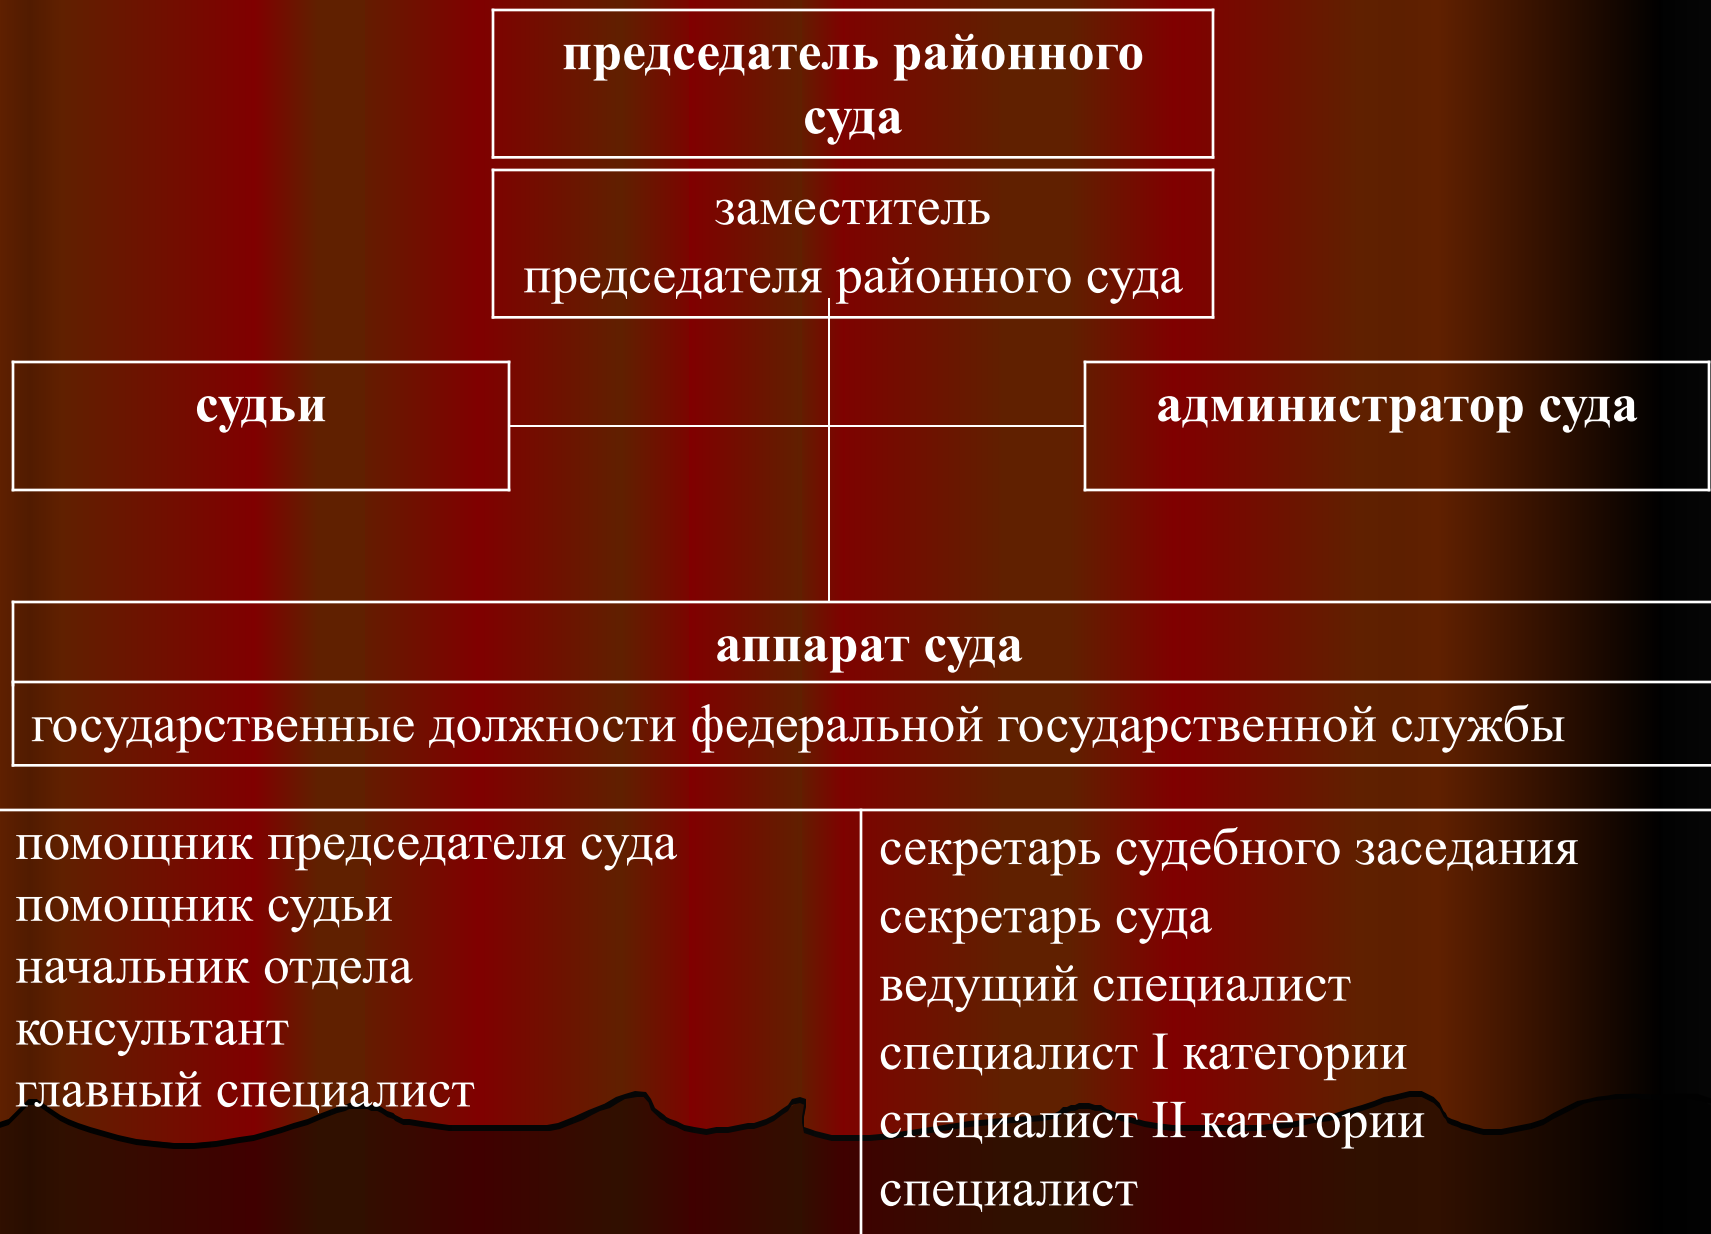 председатель районного
суда
заместитель
председателя районного суда
судьи
администратор суда
аппарат суда
государственные должности федеральной государственной службы
помощник председателя суда
помощник судьи
начальник отдела
консультант
главный специалист
секретарь судебного заседания
секретарь суда
ведущий специалист
специалист I категории
специалист II категории
специалист